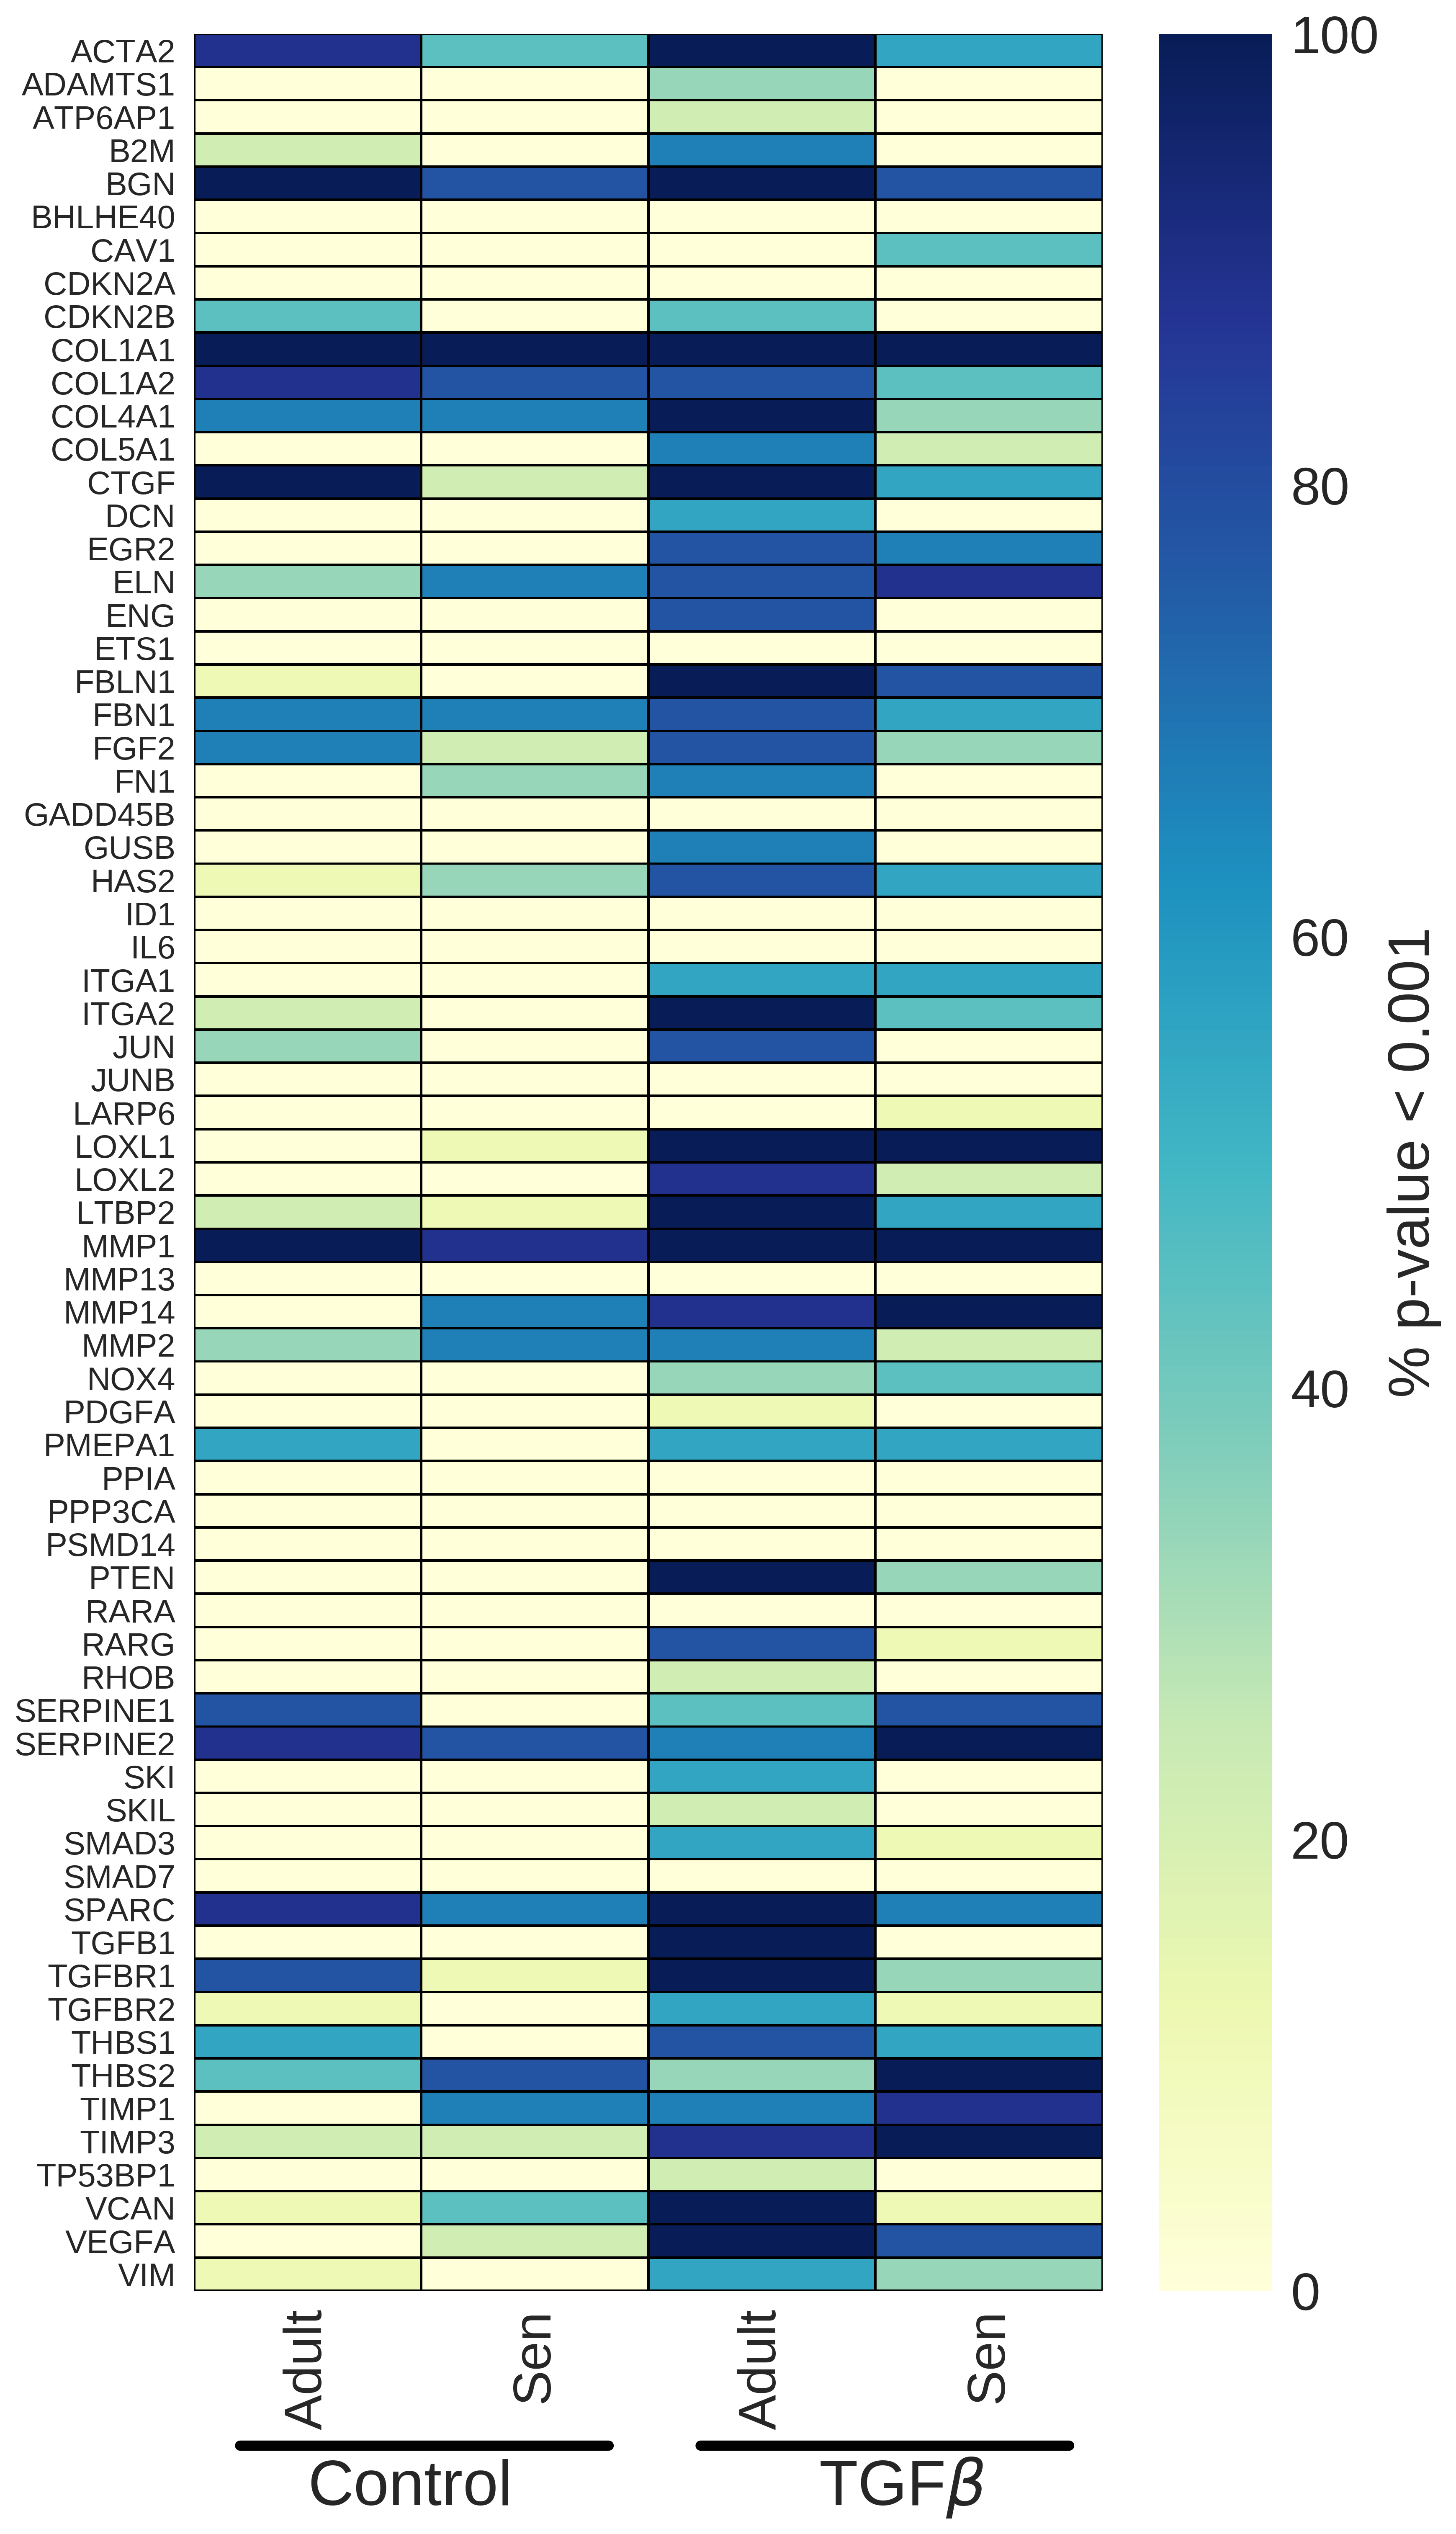 ACTA2
ADAMTS1
ATP6AP1
B2M
BGN
BHLHE40
CAV1
CDKN2A
CDKN2B
COL1A1
COL1A2
COL4A1
COL5A1
CTGF
DCN
EGR2
ELN
ENG
ETS1
FBLN1
FBN1
FGF2
FN1
GADD45B
GUSB
HAS2
ID1
IL6
ITGA1
ITGA2
JUN
JUNB
LARP6
LOXL1
LOXL2
LTBP2
MMP1
MMP13
MMP14
MMP2
NOX4
PDGFA
PMEPA1
PPIA
PPP3CA
PSMD14
PTEN
RARA
RARG
RHOB
SERPINE1
SERPINE2
SKI
SKIL
SMAD3
SMAD7
SPARC
TGFB1
TGFBR1
TGFBR2
THBS1
THBS2
TIMP1
TIMP3
TP53BP1
VCAN
VEGFA
VIM
Adult
Sen
Adult
Sen
Control
TGFβ
100
80
60
40
20
0
% p-value < 0.001